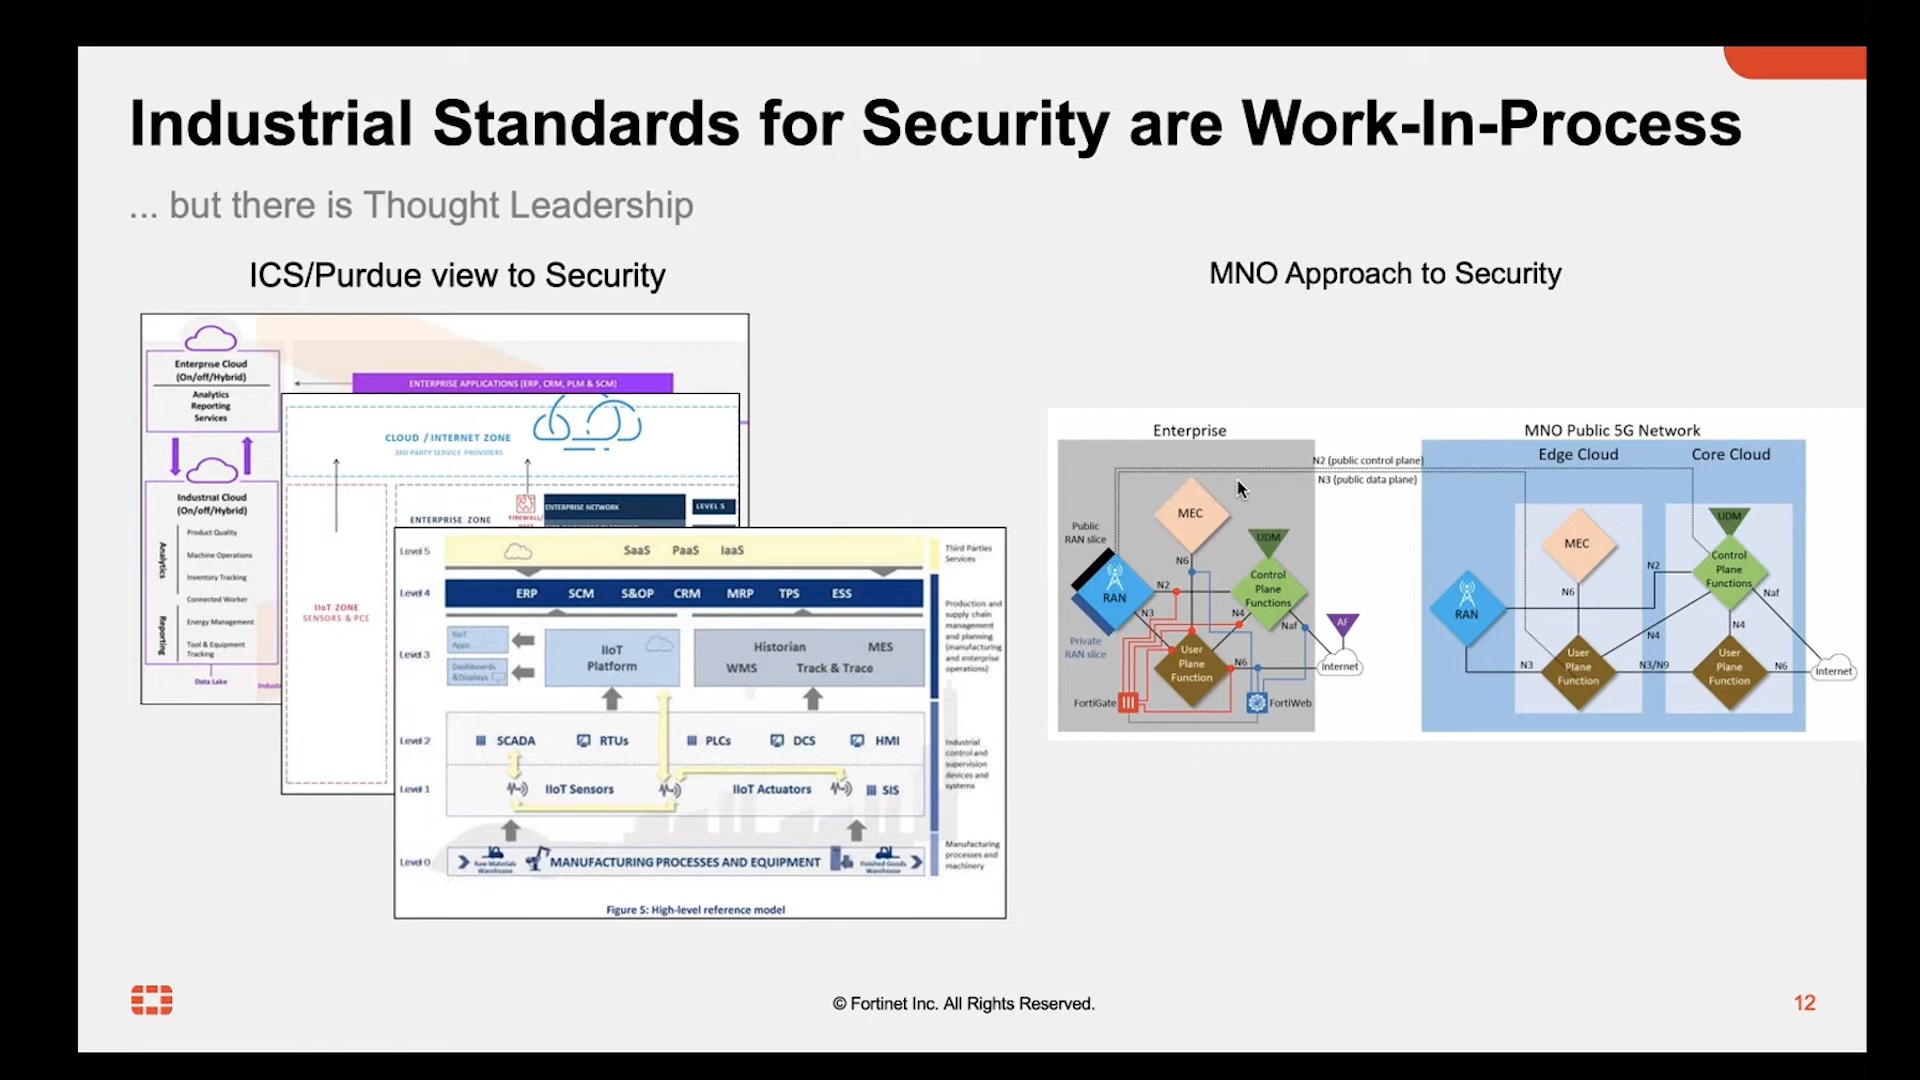 Industrial Standards for Security are Work-In-Process
... but there is Thought Leadership
ICS/Purdue view to Security
MNO Approach to Security
Enterprise Cloud
(On/off/Hybrid)
Analytics
Reporting
Services
Industrial Cloud
(On/off/Hybrid)
Analytics
Reporting
Product Quality
Machine Operations
Inventory Tracking
Connected Worker
Energy Management
Tool & Equipment
Tracking
Data Lake
ENTERPRISE APPLICATIONS (ERP, CRM, PLM & SCM)
CLOUD / INTERNET ZONE
3RD PARTY SERVICE PROVIDERS
IIoT ZONE
SENSORS & PCE
ENTERPRISE ZONE
FIREWALL/
ENTERPRISE NETWORK
LEVEL 5
Level 5
SaaS PaaS IaaS
Third Parties
Services
Level 4
ERP SCM S&OP CRM MRP TPS ESS
Production and
supply chain
management
and planning
(manufacturing
and enterprise
operations)
Level 3
IIoT
Apps
Dashboards
&Displays
IIoT
Platform
Historian MES
WMS Track & Trace
Level 2
SCADA RTUs PLCs DCS HMI
Industrial
control and
supervision
devices and
systems
Level 1
IIoT Sensors IIoT Actuators SIS
Level 0
Raw Materials
Warehouse
MANUFACTURING PROCESSES AND EQUIPMENT
Finished Goods
Warehouse
Manufacturing
processes and
machinery
Figure 5: High-level reference model
Enterprise
MNO Public 5G Network
Edge Cloud
Core Cloud
N2 (public control plane)
N3 (public data plane)
Public
RAN slice
RAN
Private
RAN slice
MEC
N6
N2
N3
UDM
Control
Plane
Functions
N4
Naf
AF
User
Plane
Function
N6
Internet
FortiGate
FortiWeb
RAN
MEC
N6
N2
UDM
Control
Plane
Functions
Naf
N4
N4
N3
User
Plane
Function
N3/N9
User
Plane
Function
N6
Internet
© Fortinet Inc. All Rights Reserved.
12